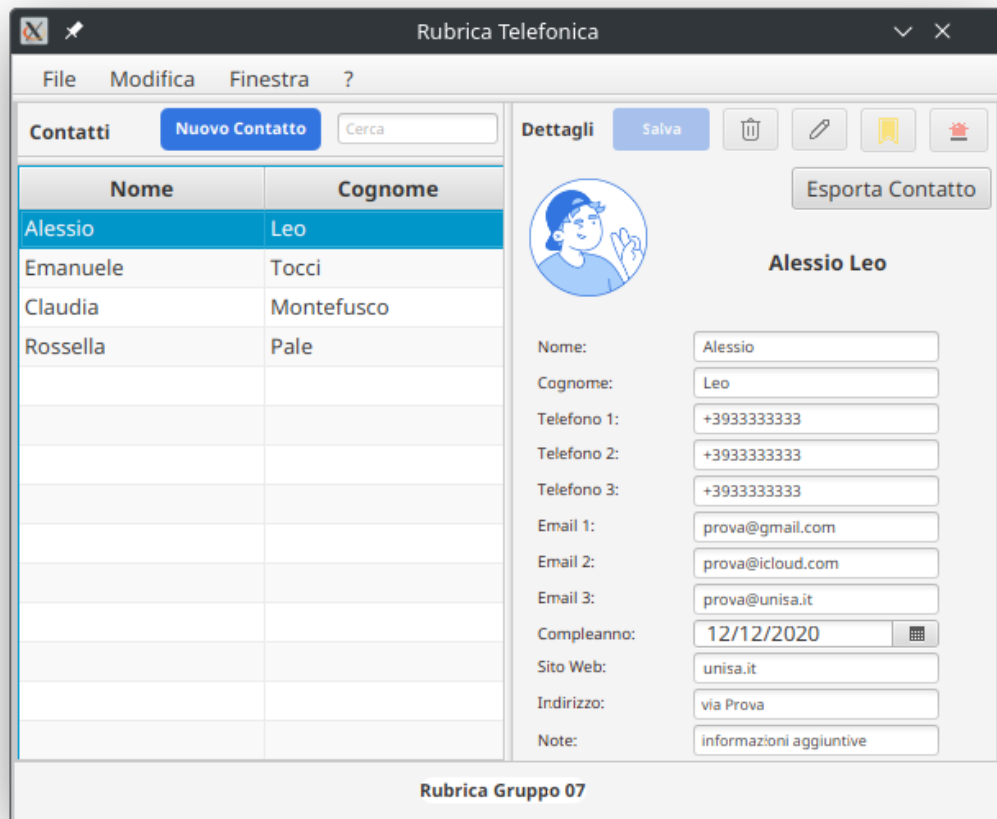 Rubrica Telefonica
File Modifica Finestra ?
Contatti Nuovo Contatto Cerca
Nome Cognome
Alessio Leo
Emanuele Tocci
Claudia Montefusco
Rossella Pale
Dettagli Salva
Esporta Contatto
Alessio Leo
Nome: Alessio
Cognome: Leo
Telefono 1: +3933333333
Telefono 2: +3933333333
Telefono 3: +3933333333
Email 1: prova@gmail.com
Email 2: prova@icloud.com
Email 3: prova@unisa.it
Compleanno: 12/12/2020
Sito Web: unisa.it
Indirizzo: via Prova
Note: informazioni aggiuntive
Rubrica Gruppo 07